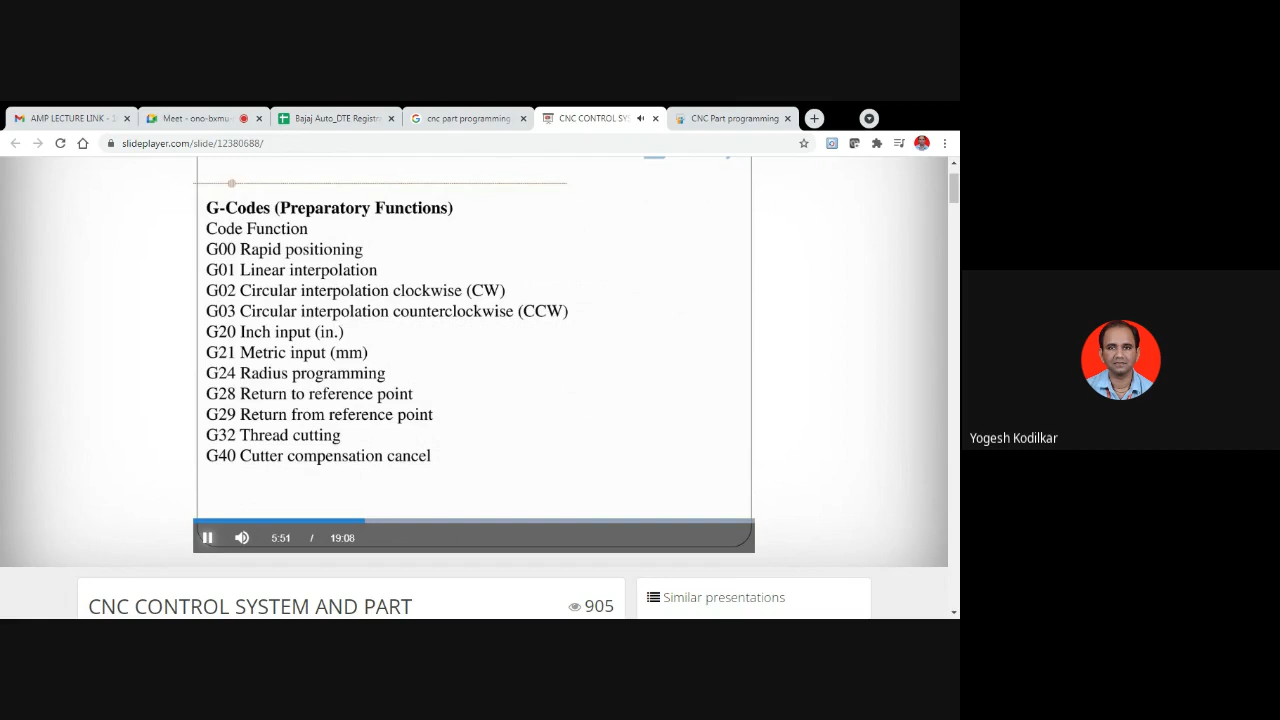 AMP LECTURE LINK - 1
Meet - ono-bxmu-
Bajaj Auto_DTE Registr
cnc part programming
CNC CONTROL SYS
CNC Part programming
slideplayer.com/slide/12380688/
G-Codes (Preparatory Functions)
Code Function
G00 Rapid positioning
G01 Linear interpolation
G02 Circular interpolation clockwise (CW)
G03 Circular interpolation counterclockwise (CCW)
G20 Inch input (in.)
G21 Metric input (mm)
G24 Radius programming
G28 Return to reference point
G29 Return from reference point
G32 Thread cutting
G40 Cutter compensation cancel
5:51 / 19:08
CNC CONTROL SYSTEM AND PART
905
Similar presentations
Yogesh Kodilkar